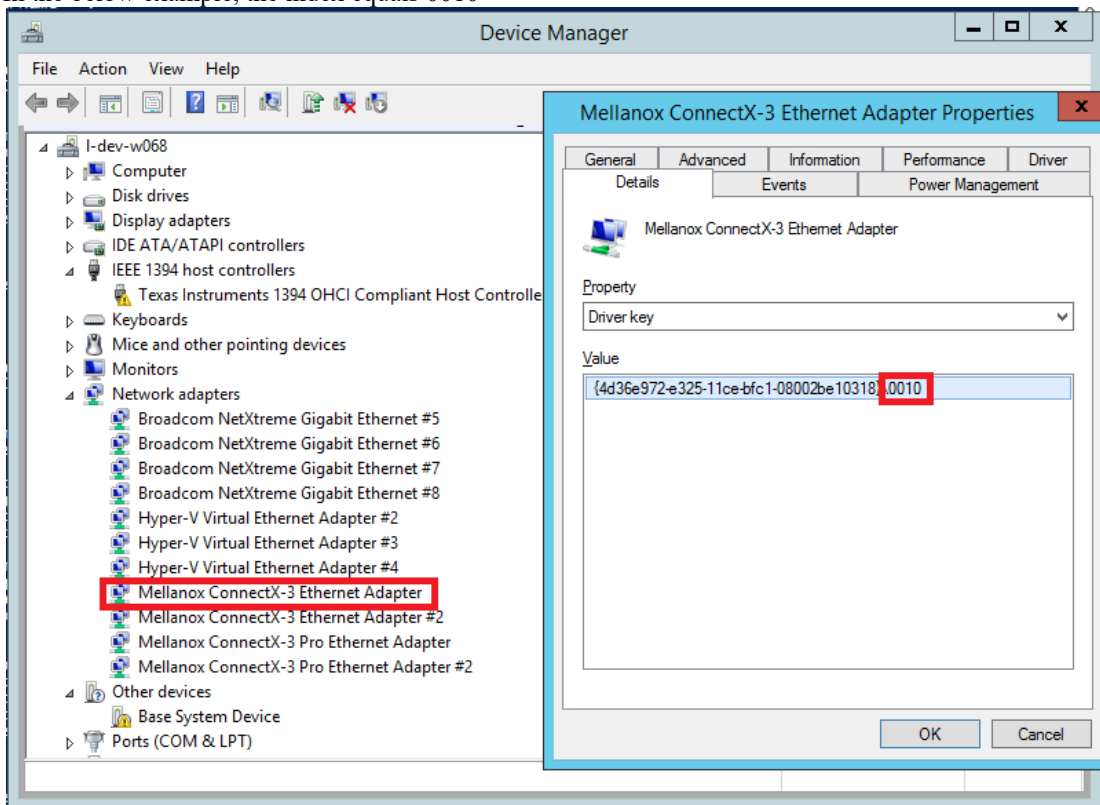 Device Manager
File Action View Help
l-dev-w068
Computer
Disk drives
Display adapters
IDE ATA/ATAPI controllers
IEEE 1394 host controllers
Texas Instruments 1394 OHCI Compliant Host Controlle
Keyboards
Mice and other pointing devices
Monitors
Network adapters
Broadcom NetXtreme Gigabit Ethernet #5
Broadcom NetXtreme Gigabit Ethernet #6
Broadcom NetXtreme Gigabit Ethernet #7
Broadcom NetXtreme Gigabit Ethernet #8
Hyper-V Virtual Ethernet Adapter #2
Hyper-V Virtual Ethernet Adapter #3
Hyper-V Virtual Ethernet Adapter #4
Mellanox ConnectX-3 Ethernet Adapter
Mellanox ConnectX-3 Ethernet Adapter #2
Mellanox ConnectX-3 Pro Ethernet Adapter
Mellanox ConnectX-3 Pro Ethernet Adapter #2
Other devices
Base System Device
Ports (COM & LPT)
Mellanox ConnectX-3 Ethernet Adapter Properties
General Advanced Information Performance Driver
Details Events Power Management
Mellanox ConnectX-3 Ethernet Adapter
Property
Driver key
Value
{4d36e972-e325-11ce-bfc1-08002be10318}\0010
OK Cancel